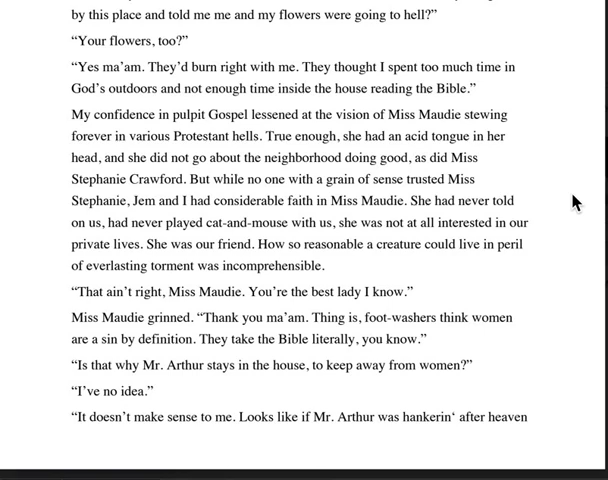 by this place and told me me and my flowers were going to hell?”
“Your flowers, too?”
“Yes ma’am. They’d burn right with me. They thought I spent too much time in
God’s outdoors and not enough time inside the house reading the Bible.”
My confidence in pulpit Gospel lessened at the vision of Miss Maudie stewing
forever in various Protestant hells. True enough, she had an acid tongue in her
head, and she did not go about the neighborhood doing good, as did Miss
Stephanie Crawford. But while no one with a grain of sense trusted Miss
Stephanie, Jem and I had considerable faith in Miss Maudie. She had never told
on us, had never played cat-and-mouse with us, she was not at all interested in our
private lives. She was our friend. How so reasonable a creature could live in peril
of everlasting torment was incomprehensible.
“That ain’t right, Miss Maudie. You’re the best lady I know.”
Miss Maudie grinned. “Thank you ma’am. Thing is, foot-washers think women
are a sin by definition. They take the Bible literally, you know.”
“Is that why Mr. Arthur stays in the house, to keep away from women?”
“I’ve no idea.”
“It doesn’t make sense to me. Looks like if Mr. Arthur was hankerin‘ after heaven